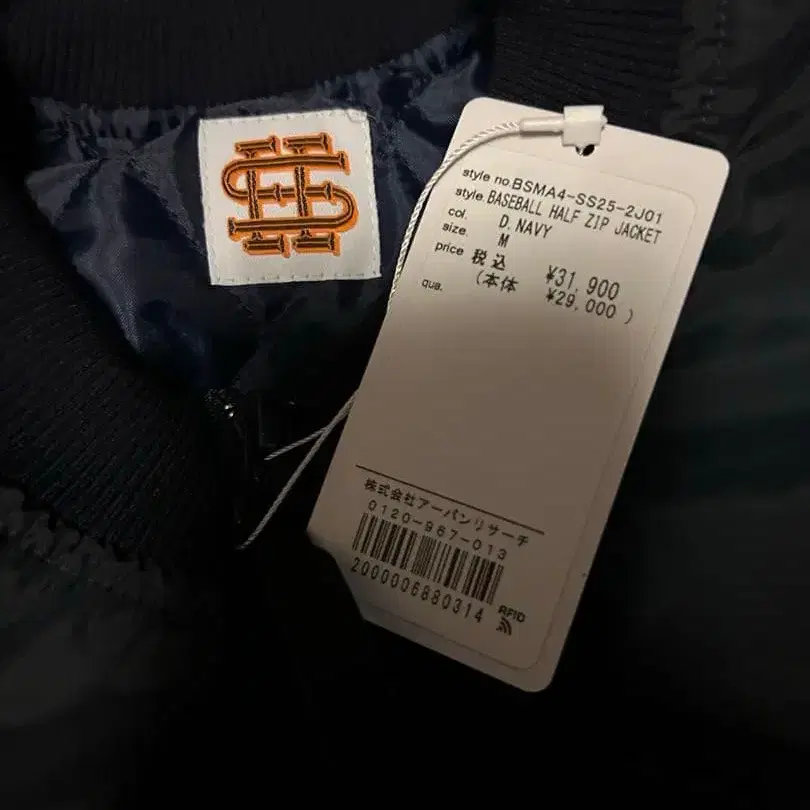 style no. BSMA4-SS25-2J01
style. BASEBALL HALF ZIP JACKET
col. D. NAVY
size. M
price 税込 ¥31,900
(本体 ¥29,000 )
qua.
株式会社アーバンリサーチ
0120-967-013
2000006880314
RFID